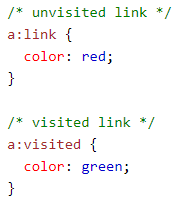 /* unvisited link */
a:link {
  color: red;
}

/* visited link */
a:visited {
  color: green;
}